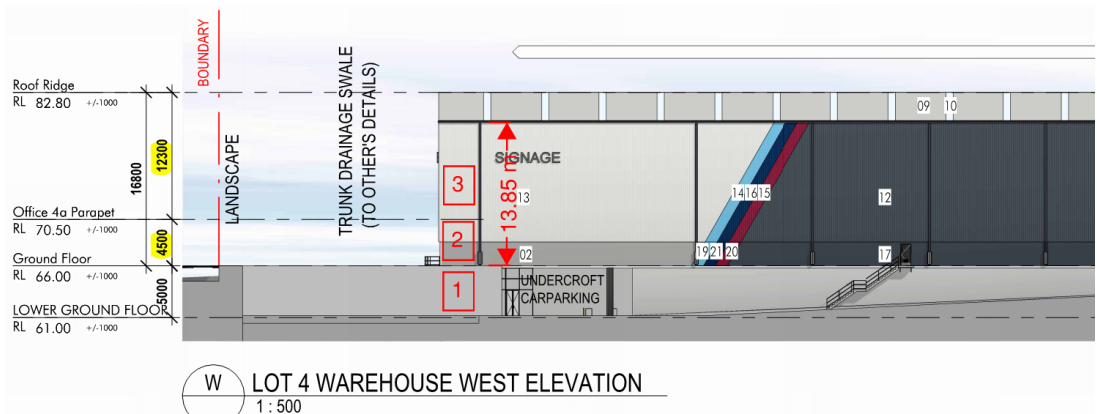 BOUNDARY
LANDSCAPE
TRUNK DRAINAGE SWALE
(TO OTHER'S DETAILS)
Roof Ridge
RL 82.80 +/-1000
16800
12300
Office 4a Parapet
RL 70.50 +/-1000
4500
Ground Floor
RL 66.00 +/-1000
5000
LOWER GROUND FLOOR
RL 61.00 +/-1000
09 10
SIGNAGE
13.85 m
3
13
14 16 15
12
2
02
19 21 20
17
1
UNDERCROFT
CARPARKING
W LOT 4 WAREHOUSE WEST ELEVATION
1 : 500